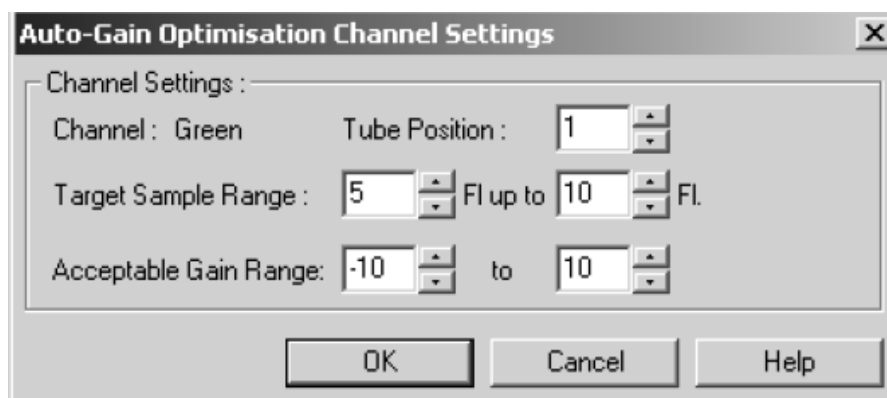 Auto-Gain Optimisation Channel Settings
Channel Settings :
Channel : Green Tube Position : 1
Target Sample Range : 5 Fl up to 10 Fl.
Acceptable Gain Range: -10 to 10
OK Cancel Help